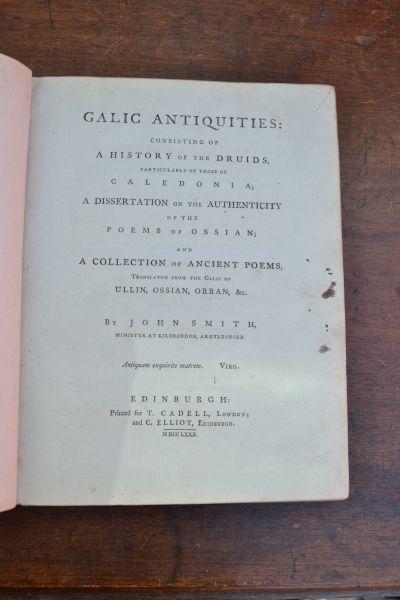 GALIC ANTIQUITIES:
CONSISTING OF
A HISTORY OF THE DRUIDS,
PARTICULARLY OF THOSE OF
CALEDONIA;
A DISSERTATION ON THE AUTHENTICITY
OF THE
POEMS OF OSSIAN;
AND
A COLLECTION OF ANCIENT POEMS,
TRANSLATED FROM THE GALIC OF
ULLIN, OSSIAN, ORRAN, &c.
BY JOHN SMITH,
MINISTER AT KILBRANDON, ARGYLESHIRE.
Antiquam exquirite matrem. VIRG.
EDINBURGH:
Printed for T. CADELL, LONDON;
and C. ELLIOT, EDINBURGH.
MDCCLXXX.